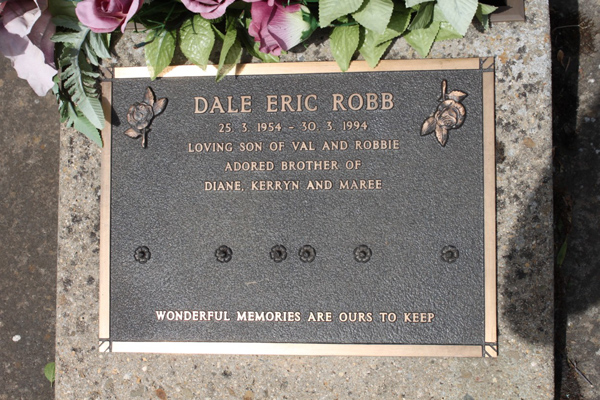 DALE ERIC ROBB
25. 3. 1954 - 30. 3. 1994
LOVING SON OF VAL AND ROBBIE
ADORED BROTHER OF
DIANE, KERRYN AND MAREE
WONDERFUL MEMORIES ARE OURS TO KEEP